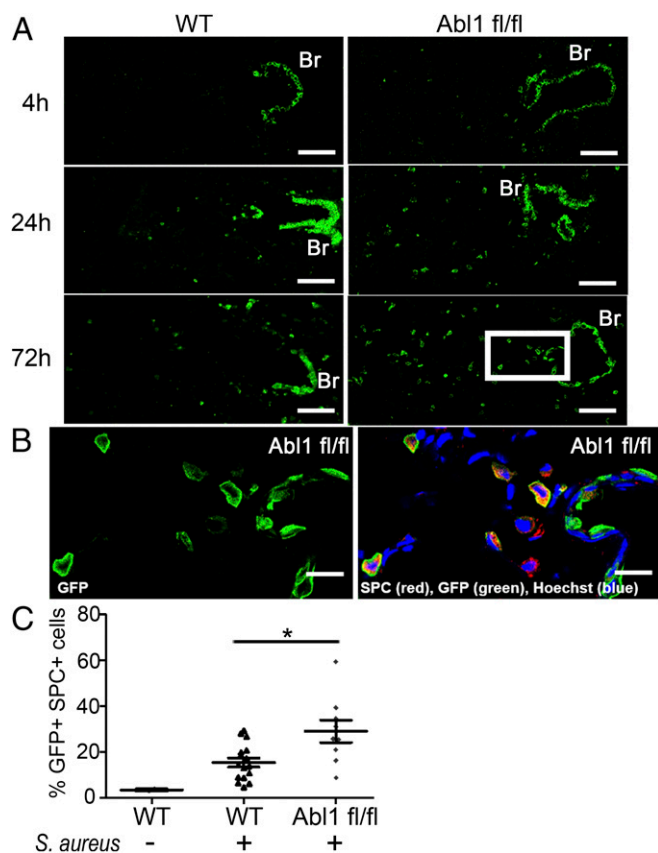 A
WT
Abl1 fl/fl
4h
Br
Br
24h
Br
Br
72h
Br
Br
B
Abl1 fl/fl
GFP
Abl1 fl/fl
SPC (red), GFP (green), Hoechst (blue)
C
% GFP+ SPC+ cells
80
60
40
20
0
*
WT
WT
Abl1 fl/fl
S. aureus
-
+
+